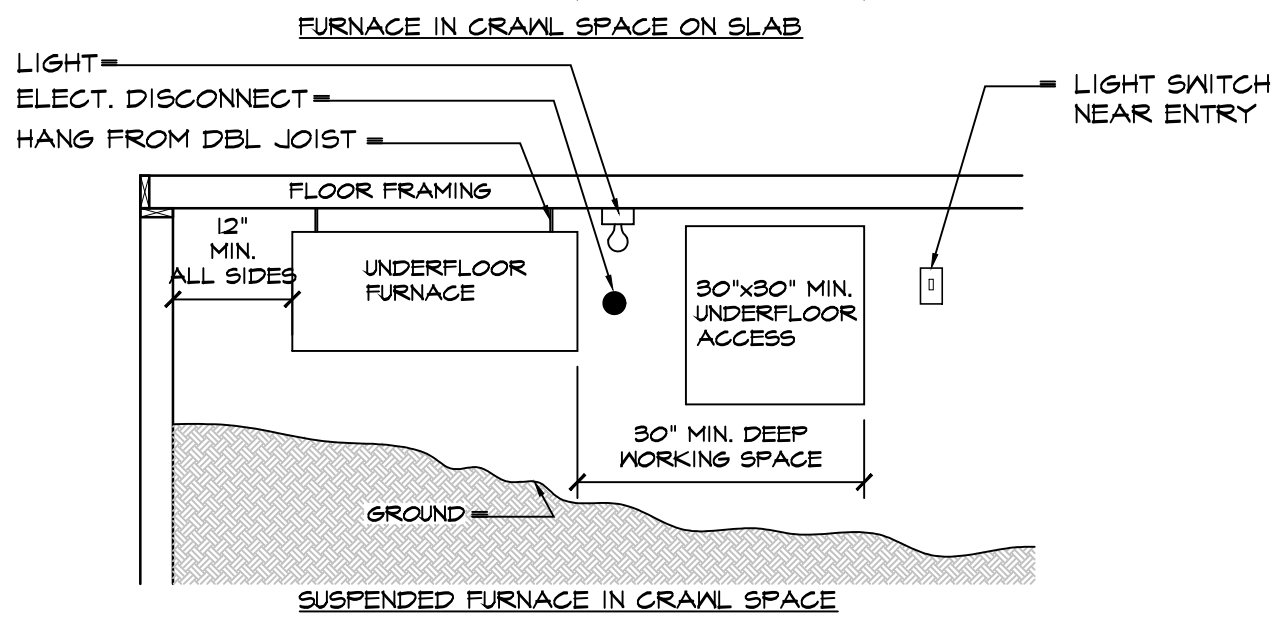 FURNACE IN CRAWL SPACE ON SLAB
LIGHT
ELECT. DISCONNECT
HANG FROM DBL JOIST
LIGHT SWITCH
NEAR ENTRY
FLOOR FRAMING
12"
MIN.
ALL SIDES
UNDERFLOOR
FURNACE
30"x30" MIN.
UNDERFLOOR
ACCESS
30" MIN. DEEP
WORKING SPACE
GROUND
SUSPENDED FURNACE IN CRAWL SPACE